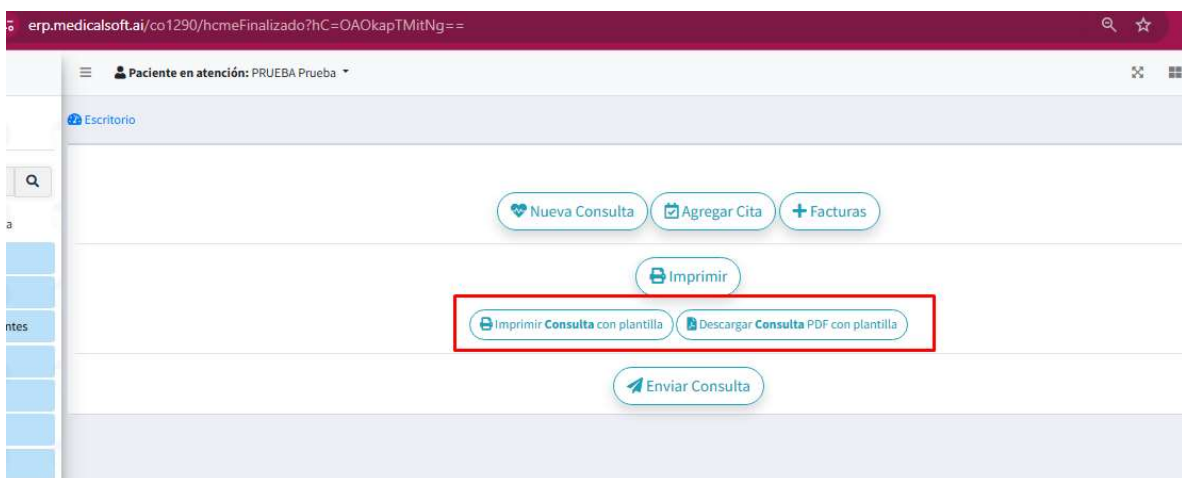 erp.medicalsoft.ai/co1290/hcmeFinalizado?hC=OAOkapTMitNg==
Paciente en atención: PRUEBA Prueba
Escritorio
a
Nueva Consulta Agregar Cita Facturas
Imprimir
ntes
Imprimir Consulta con plantilla Descargar Consulta PDF con plantilla
Enviar Consulta